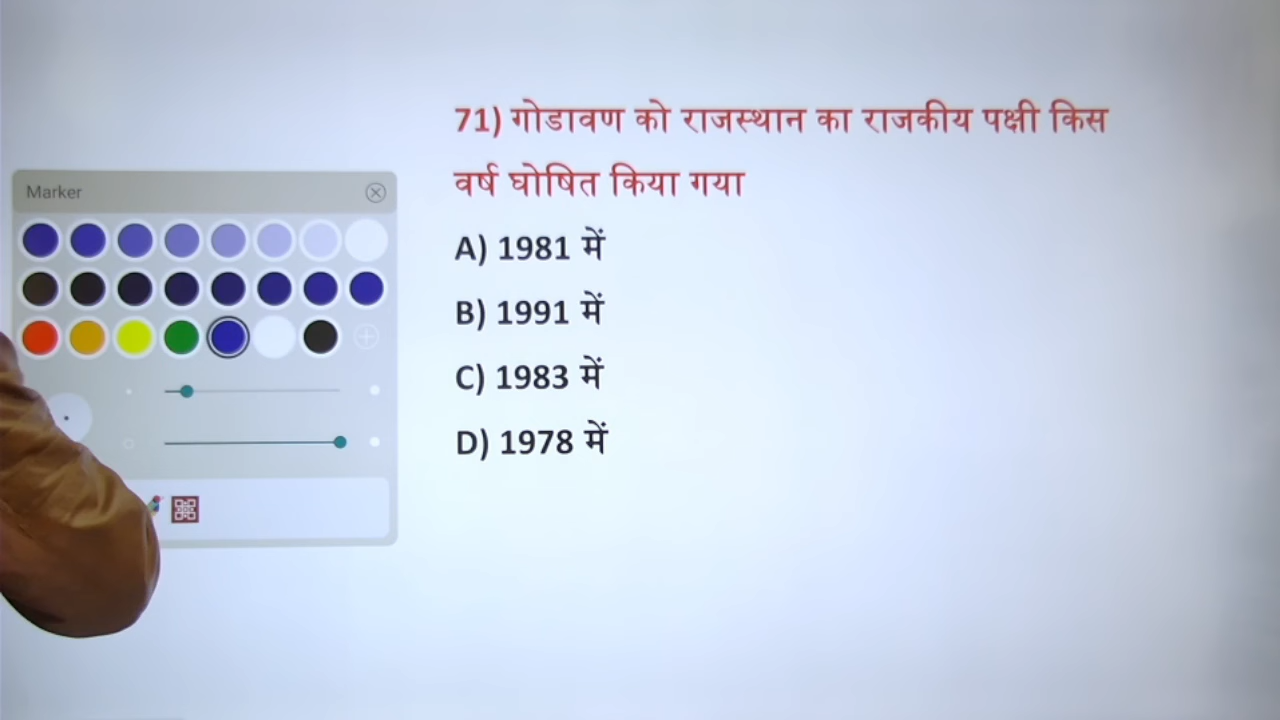 71) गोडावण को राजस्थान का राजकीय पक्षी किस
वर्ष घोषित किया गया
Marker
A) 1981 में
B) 1991 में
C) 1983 में
D) 1978 में